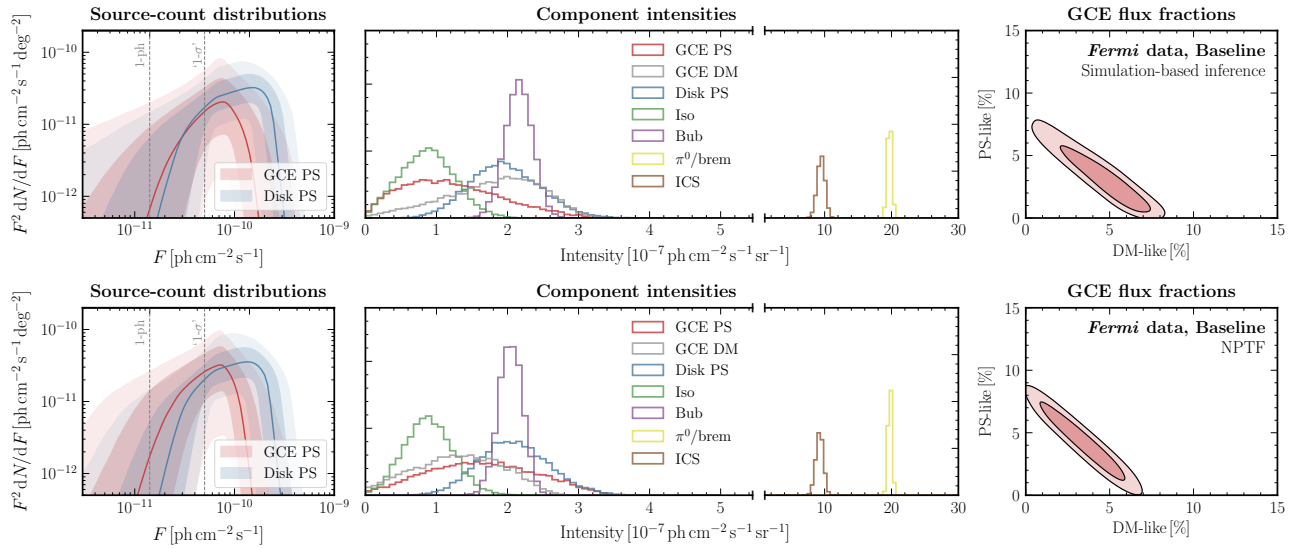 Source-count distributions
Component intensities
GCE flux fractions
F² dN/dF [ph cm⁻² s⁻¹ deg⁻²]
10⁻¹⁰
10⁻¹¹
10⁻¹²
1-ph
'1-σ'
GCE PS
Disk PS
10⁻¹¹
10⁻¹⁰
10⁻⁹
F [ph cm⁻² s⁻¹]
GCE PS
GCE DM
Disk PS
Iso
Bub
π⁰/brem
ICS
0
1
2
3
4
5
10
20
30
Intensity [10⁻⁷ ph cm⁻² s⁻¹ sr⁻¹]
PS-like [%]
15
10
5
0
Fermi data, Baseline
Simulation-based inference
0
5
10
15
DM-like [%]
Source-count distributions
Component intensities
GCE flux fractions
F² dN/dF [ph cm⁻² s⁻¹ deg⁻²]
10⁻¹⁰
10⁻¹¹
10⁻¹²
1-ph
'1-σ'
GCE PS
Disk PS
10⁻¹¹
10⁻¹⁰
10⁻⁹
F [ph cm⁻² s⁻¹]
GCE PS
GCE DM
Disk PS
Iso
Bub
π⁰/brem
ICS
0
1
2
3
4
5
10
20
30
Intensity [10⁻⁷ ph cm⁻² s⁻¹ sr⁻¹]
PS-like [%]
15
10
5
0
Fermi data, Baseline
NPTF
0
5
10
15
DM-like [%]